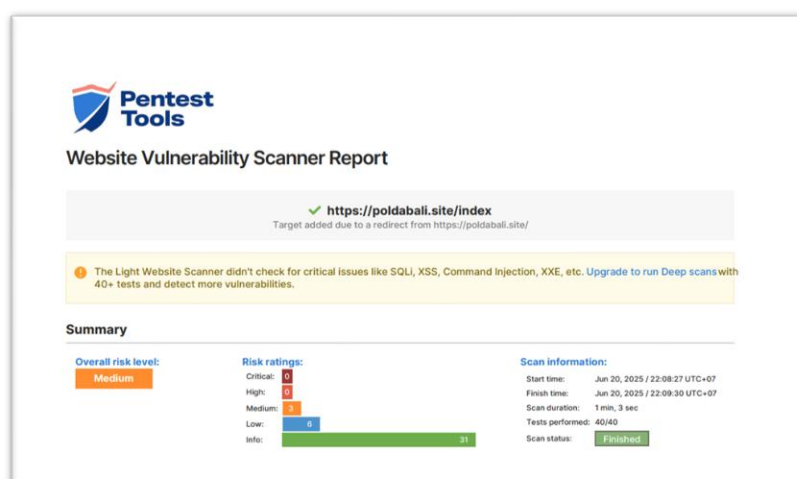 Pentest
Tools
Website Vulnerability Scanner Report
https://poldabali.site/index
Target added due to a redirect from https://poldabali.site/
The Light Website Scanner didn't check for critical issues like SQLi, XSS, Command Injection, XXE, etc. Upgrade to run Deep scans with
40+ tests and detect more vulnerabilities.
Summary
Overall risk level:
Medium
Risk ratings:
Critical: 0
High: 0
Medium: 3
Low: 6
Info: 31
Scan information:
Start time: Jun 20, 2025 / 22:08:27 UTC+07
Finish time: Jun 20, 2025 / 22:09:30 UTC+07
Scan duration: 1 min, 3 sec
Tests performed: 40/40
Scan status: Finished